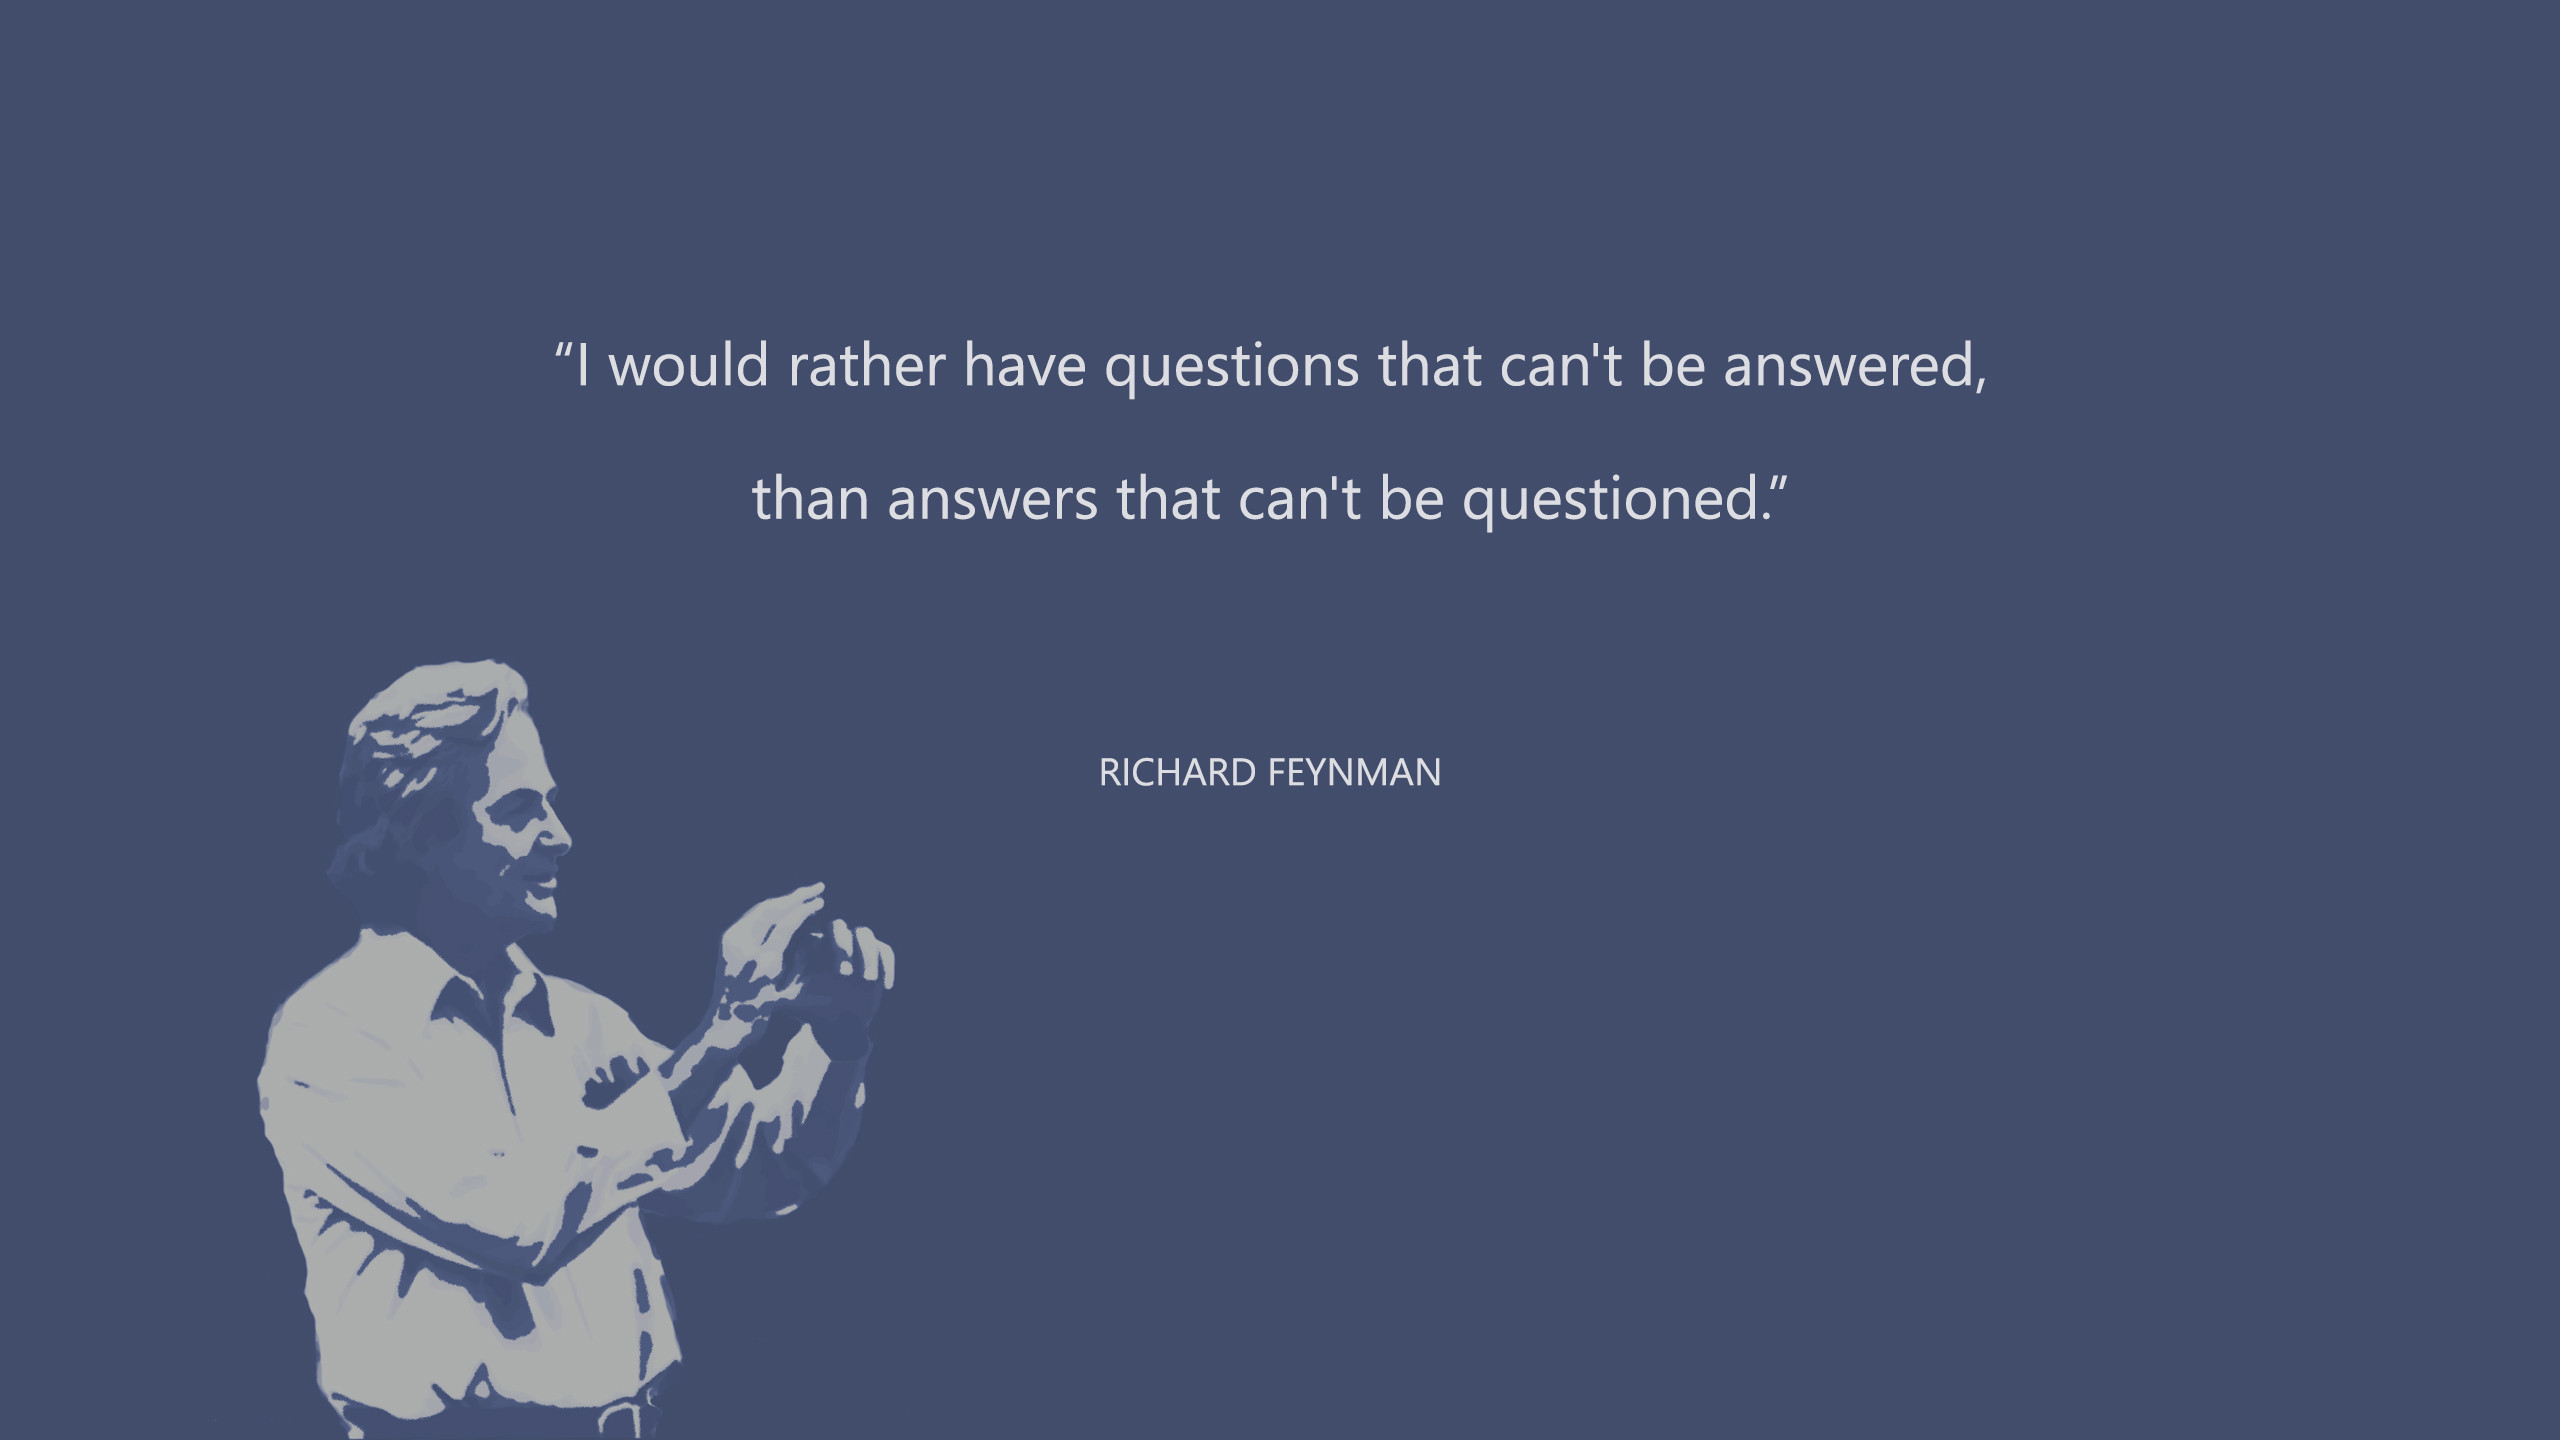 “I would rather have questions that can't be answered,
than answers that can't be questioned.”
RICHARD FEYNMAN